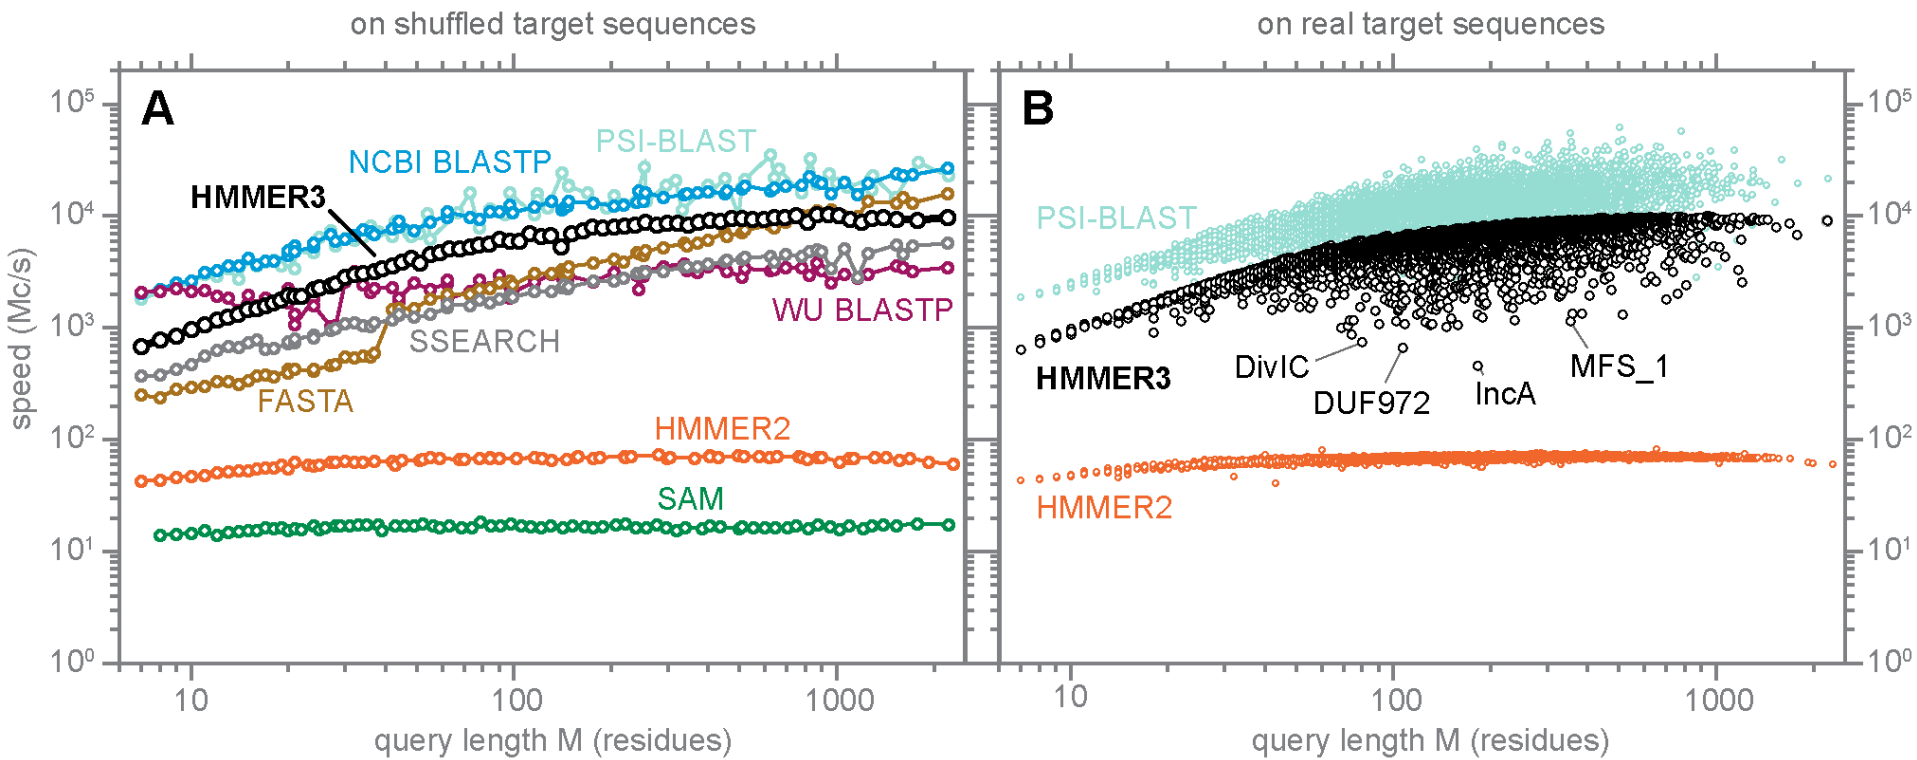 on shuffled target sequences
on real target sequences
A
B
10⁵
10⁴
10³
10²
10¹
10⁰
speed (Mc/s)
NCBI BLASTP
PSI-BLAST
HMMER3
WU BLASTP
SSEARCH
FASTA
HMMER2
SAM
10
100
1000
query length M (residues)
PSI-BLAST
HMMER3
DivIC
DUF972
IncA
MFS_1
HMMER2
10⁵
10⁴
10³
10²
10¹
10⁰
10
100
1000
query length M (residues)